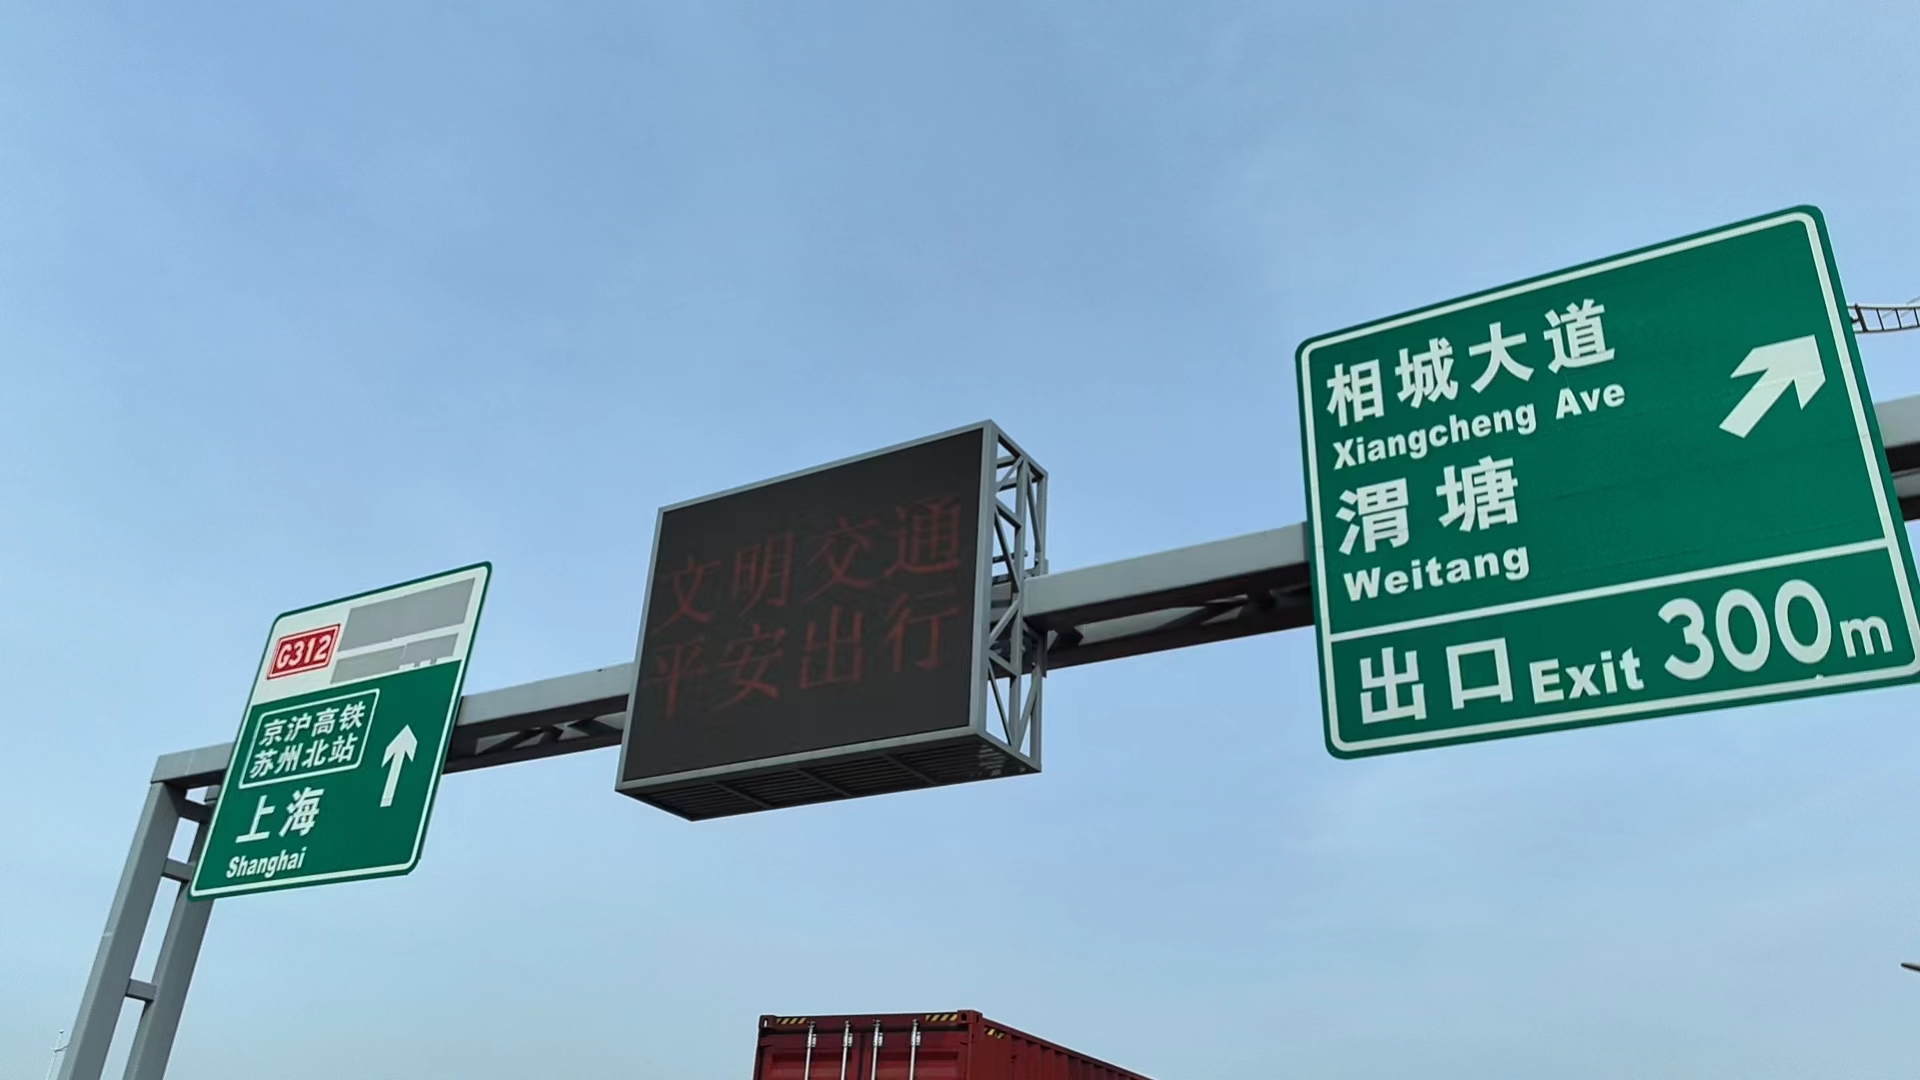 G312
京沪高铁
苏州北站
上海
Shanghai
文明交通
平安出行
相城大道
Xiangcheng Ave
渭塘
Weitang
出口 Exit 300m